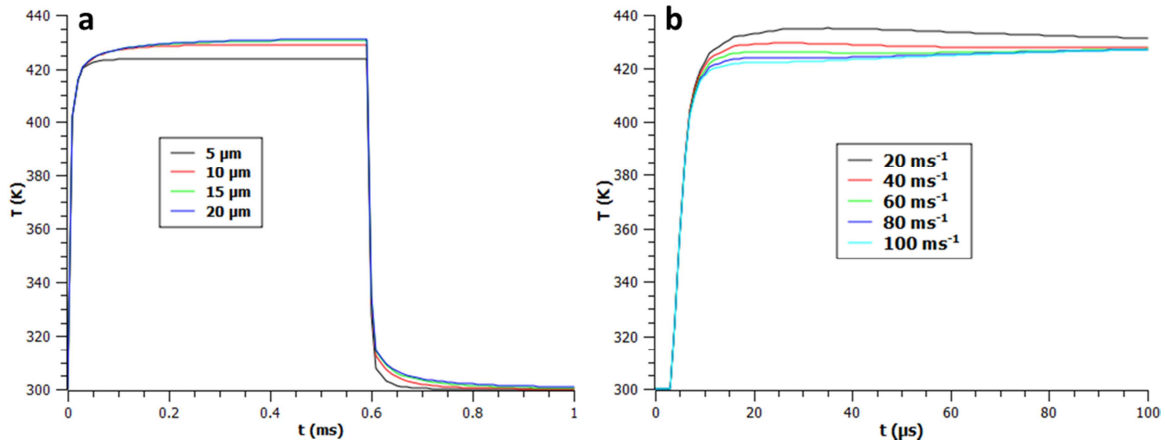 a
440
420
400
380
360
340
320
300
T (K)
5 µm
10 µm
15 µm
20 µm
0
0.2
0.4
0.6
0.8
1
t (ms)
b
440
420
400
380
360
340
320
300
T (K)
20 ms⁻¹
40 ms⁻¹
60 ms⁻¹
80 ms⁻¹
100 ms⁻¹
0
20
40
60
80
100
t (µs)